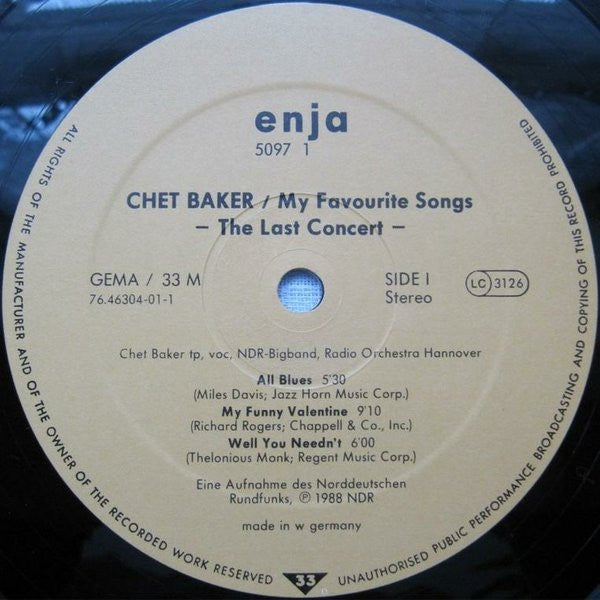 enja
5097 1
CHET BAKER / My Favourite Songs
– The Last Concert –
GEMA / 33 M
76.46304-01-1
SIDE I
Stereo
LC 3126
Chet Baker tp, voc, NDR-Bigband, Radio Orchestra Hannover
All Blues 5'30
(Miles Davis; Jazz Horn Music Corp.)
My Funny Valentine 9'10
(Richard Rogers; Chappell & Co., Inc.)
Well You Needn't 6'00
(Thelonious Monk; Regent Music Corp.)
Eine Aufnahme des Norddeutschen
Rundfunks, ℗ 1988 NDR
made in w germany
ALL RIGHTS OF THE MANUFACTURER AND OF THE OWNER OF THE RECORDED WORK RESERVED
33
UNAUTHORISED PUBLIC PERFORMANCE BROADCASTING AND COPYING OF THIS RECORD PROHIBITED